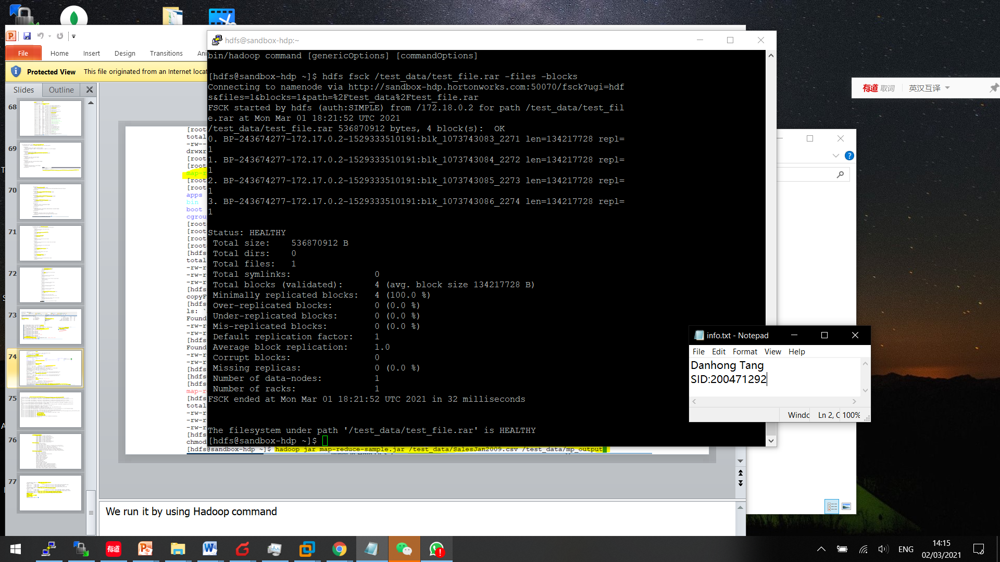 hdfs@sandbox-hdp:~
File Home Insert Design Transitions
Protected View This file originated from an Internet
Slides Outline
68
69
70
71
72
73
74
75
76
77
bin/hadoop command [genericOptions] [commandOptions]
[hdfs@sandbox-hdp ~]$ hdfs fsck /test_data/test_file.rar -files -blocks
Connecting to namenode via http://sandbox-hdp.hortonworks.com:50070/fsck?ugi=hdf
s&files=1&blocks=1&path=%2Ftest_data%2Ftest_file.rar
FSCK started by hdfs (auth:SIMPLE) from /172.18.0.2 for path /test_data/test_fil
e.rar at Mon Mar 01 18:21:52 UTC 2021
/test_data/test_file.rar 536870912 bytes, 4 block(s):  OK
0. BP-243674277-172.17.0.2-1529333510191:blk_1073743083_2271 len=134217728 repl=
1
1. BP-243674277-172.17.0.2-1529333510191:blk_1073743084_2272 len=134217728 repl=
1
2. BP-243674277-172.17.0.2-1529333510191:blk_1073743085_2273 len=134217728 repl=
1
3. BP-243674277-172.17.0.2-1529333510191:blk_1073743086_2274 len=134217728 repl=
1
Status: HEALTHY
Total size: 536870912 B
Total dirs: 0
Total files: 1
Total symlinks: 0
Total blocks (validated): 4 (avg. block size 134217728 B)
Minimally replicated blocks: 4 (100.0 %)
Over-replicated blocks: 0 (0.0 %)
Under-replicated blocks: 0 (0.0 %)
Mis-replicated blocks: 0 (0.0 %)
Default replication factor: 1
Average block replication: 1.0
Corrupt blocks: 0
Missing replicas: 0 (0.0 %)
Number of data-nodes: 1
Number of racks: 1
FSCK ended at Mon Mar 01 18:21:52 UTC 2021 in 32 milliseconds
The filesystem under path '/test_data/test_file.rar' is HEALTHY
[hdfs@sandbox-hdp ~]$
apps
bin
boot
[hdfs@sandbox-hdp ~]$ hadoop jar map-reduce-sample.jar /test_data/SalesJan2009.csv /test_data/mp_output
We run it by using Hadoop command
有道 取词 英汉互译
info.txt - Notepad
File Edit Format View Help
Danhong Tang
SID:200471292
Ln 2, 100%
有道
ENG
14:15
02/03/2021